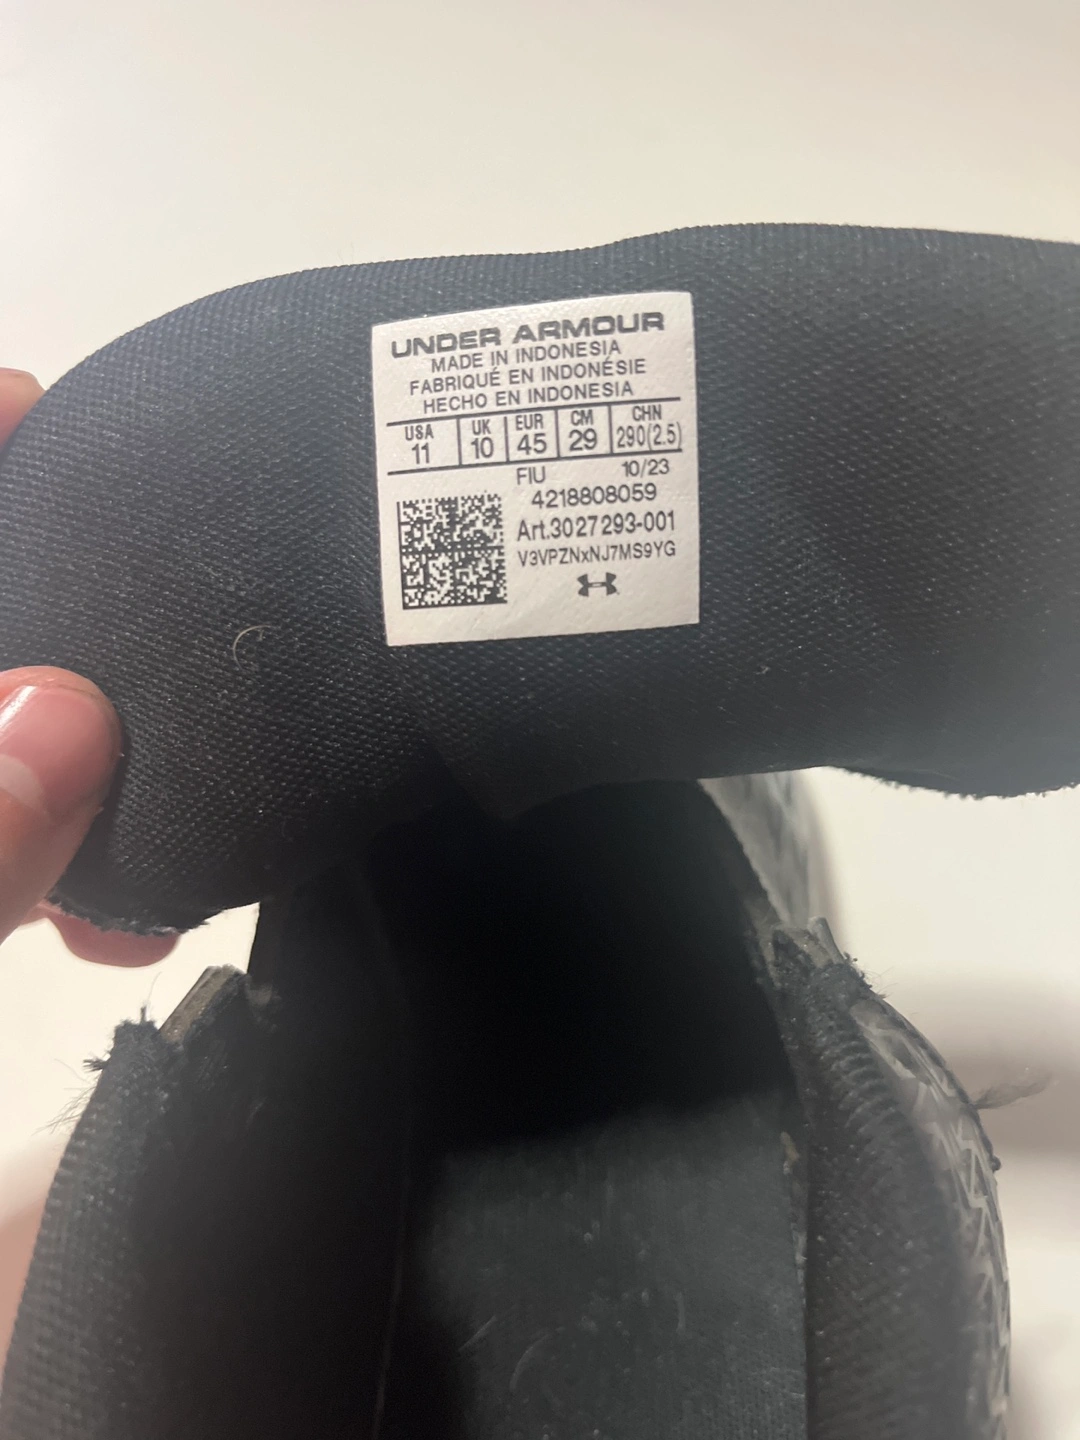 UNDER ARMOUR
MADE IN INDONESIA
FABRIQUÉ EN INDONÉSIE
HECHO EN INDONESIA
USA UK EUR CM CHN
11 10 45 29 290(2.5)
FIU 10/23
4218808059
Art.3027293-001
V3VPZNxNJ7MS9YG